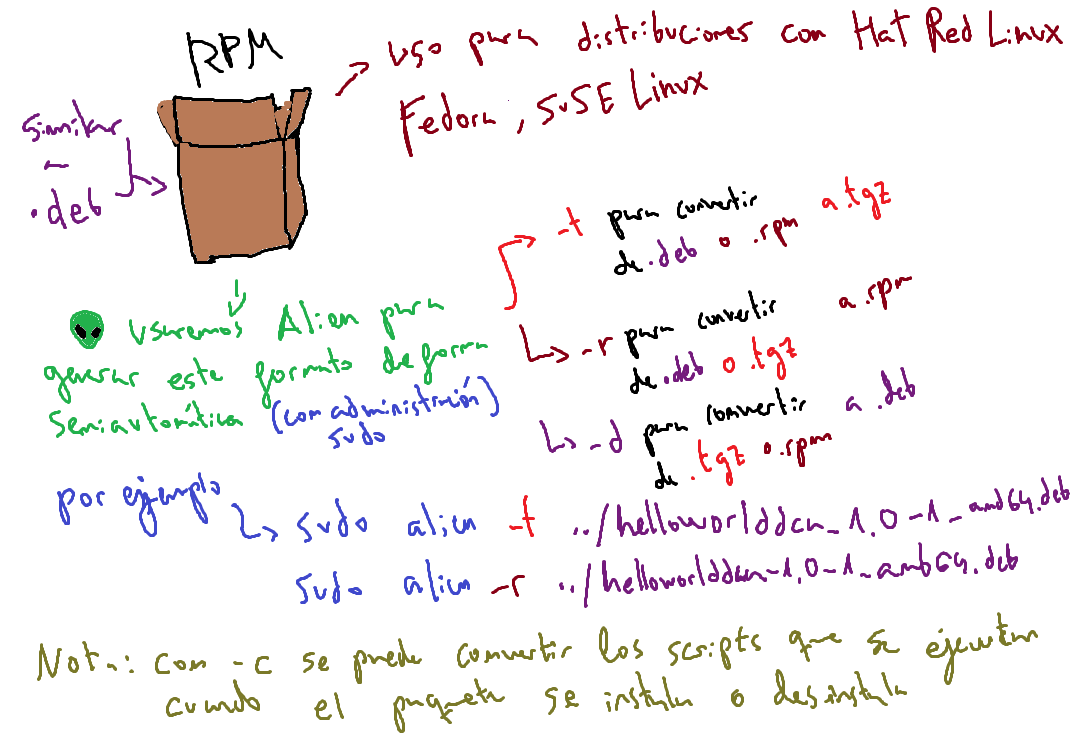 RPM
uso para distribuciones con Hat Red Linux
Fedora, SuSE Linux
similar
a
.deb
-t para convertir a .tgz
de .deb o .rpm
usaremos Alien para
generar este formato de forma
semiautomática (con administración)
sudo
-r para convertir a .rpm
de .deb o .tgz
-d para convertir a .deb
de .tgz o .rpm
por ejemplo
sudo alien -t ../helloworlddcn_1.0-1_amd64.deb
sudo alien -r ../helloworlddcn-1.0-1_amb64.deb
Nota: con -c se puede convertir los scripts que se ejecutan
cuando el paquete se instala o desinstala